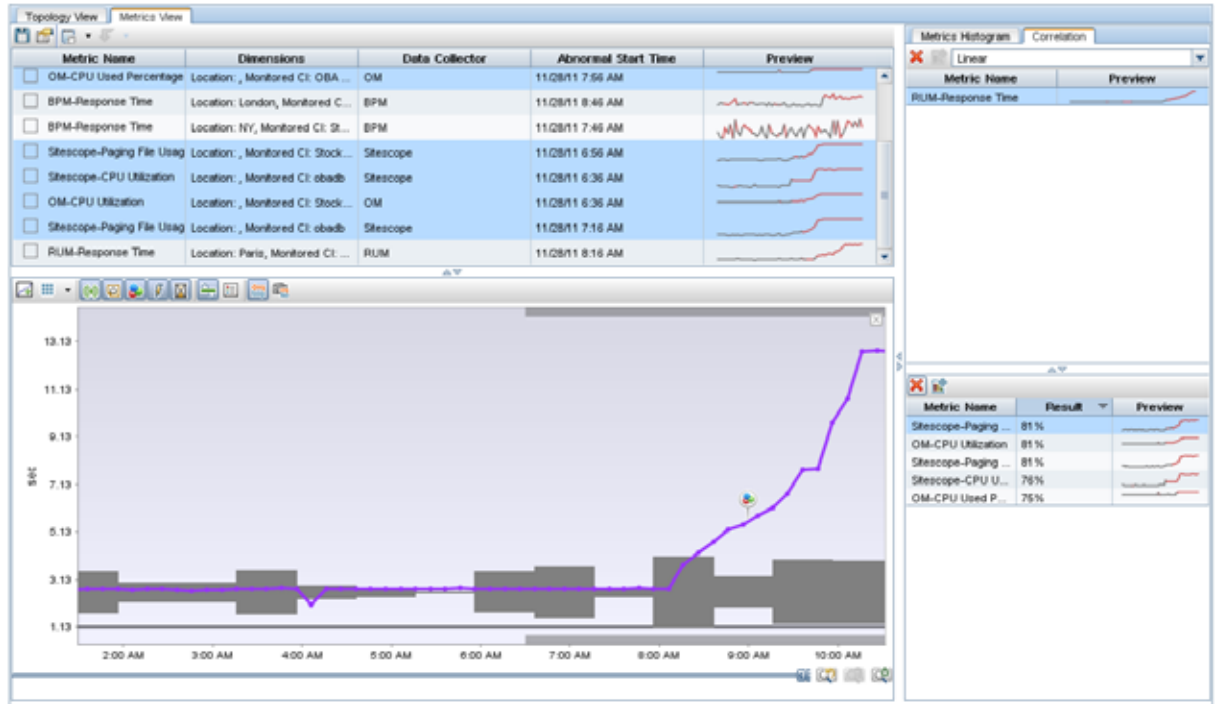 Topology View Metrics View
Metric Name Dimensions Data Collector Abnormal Start Time Preview
OM-CPU Used Percentage Location: , Monitored CI: OBA ... OM 11/28/11 7:56 AM
BPM-Response Time Location: London, Monitored C... BPM 11/28/11 8:46 AM
BPM-Response Time Location: NY, Monitored CI: St... BPM 11/28/11 7:46 AM
Sitescope-Paging File Usag Location: , Monitored CI: Stock... Sitescope 11/28/11 6:56 AM
Sitescope-CPU Utilization Location: , Monitored CI: obadb Sitescope 11/28/11 6:36 AM
OM-CPU Utilization Location: , Monitored CI: Stock... OM 11/28/11 6:36 AM
Sitescope-Paging File Usag Location: , Monitored CI: obadb Sitescope 11/28/11 7:16 AM
RUM-Response Time Location: Paris, Monitored CI: ... RUM 11/28/11 8:16 AM
sec
13.13
11.13
9.13
7.13
5.13
3.13
1.13
2:00 AM 3:00 AM 4:00 AM 5:00 AM 6:00 AM 7:00 AM 8:00 AM 9:00 AM 10:00 AM
Metrics Histogram Correlation
Linear
Metric Name Preview
RUM-Response Time
Metric Name Result Preview
Sitescope-Paging ... 81%
OM-CPU Utilization 81%
Sitescope-Paging ... 81%
Sitescope-CPU U... 76%
OM-CPU Used P... 75%